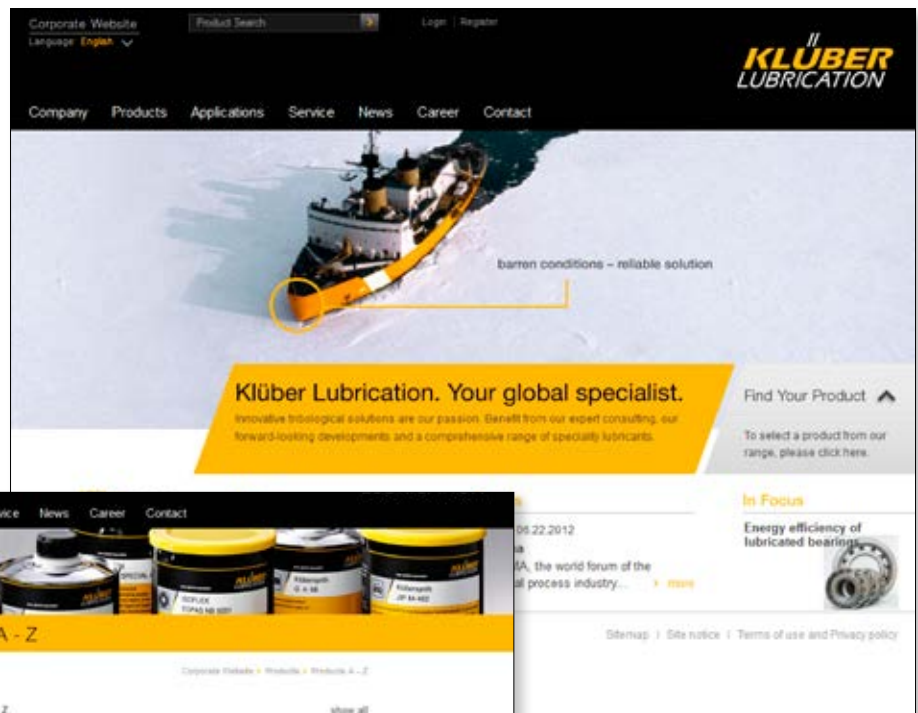 Corporate Website
Product Search
Login | Register
Language: English
KLÜBER
LUBRICATION
Company Products Applications Service News Career Contact
barren conditions – reliable solution
Klüber Lubrication. Your global specialist.
Innovative tribological solutions are our passion. Benefit from our expert consulting, our
forward-looking developments and a comprehensive range of speciality lubricants.
Find Your Product
To select a product from our
range, please click here.
06.22.2012
IA, the world forum of the
al process industry... > more
In Focus
Energy efficiency of
lubricated bearings
Sitemap | Site notice | Terms of use and Privacy policy
vice News Career Contact
SPECIAL
ISOFLEX
TOPAS NB
A - Z
Corporate Website > Products > Products A – Z
Z
show all